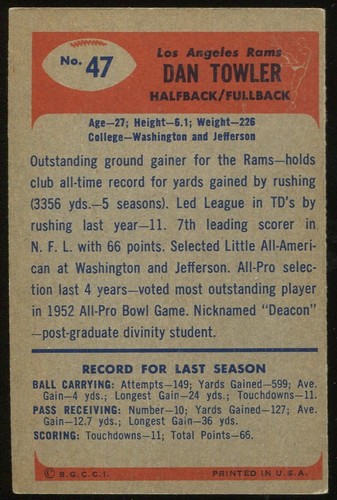 No. 47
Los Angeles Rams
DAN TOWLER
HALFBACK/FULLBACK
Age—27; Height—6.1; Weight—226
College—Washington and Jefferson
Outstanding ground gainer for the Rams—holds
club all-time record for yards gained by rushing
(3356 yds.—5 seasons). Led League in TD's by
rushing last year—11. 7th leading scorer in
N. F. L. with 66 points. Selected Little All-Ameri-
can at Washington and Jefferson. All-Pro selec-
tion last 4 years—voted most outstanding player
in 1952 All-Pro Bowl Game. Nicknamed "Deacon"
—post-graduate divinity student.
RECORD FOR LAST SEASON
BALL CARRYING: Attempts—149; Yards Gained—599; Ave.
Gain—4 yds.; Longest Gain—24 yds.; Touchdowns—11.
PASS RECEIVING: Number—10; Yards Gained—127; Ave.
Gain—12.7 yds.; Longest Gain—36 yds.
SCORING: Touchdowns—11; Total Points—66.
© B.G.C.C.I. PRINTED IN U.S.A.